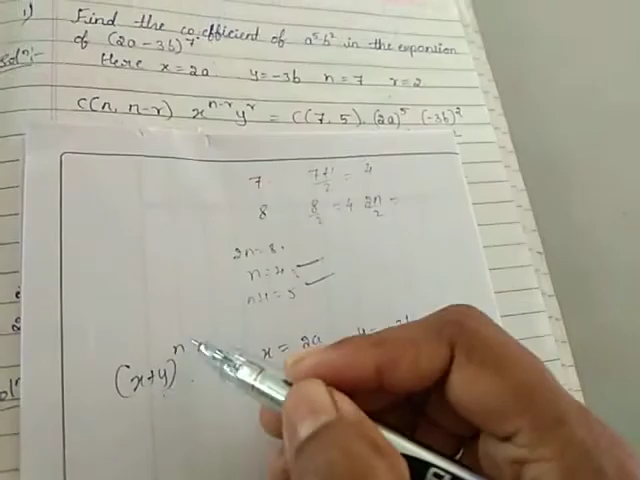 1) Find the coefficient of a⁵b² in the expansion
of (2a - 3b)⁷.
Solⁿ:- Here x = 2a y = -3b n = 7 r = 2
C(n, n-r) x^(n-r) y^r = C(7, 5). (2a)⁵ (-3b)²
7 (7+1)/2 = 4
8 8/2 = 4 2n/2 =
2n = 8.
n = 4
n+1 = 5
(x+y)^n x = 2a